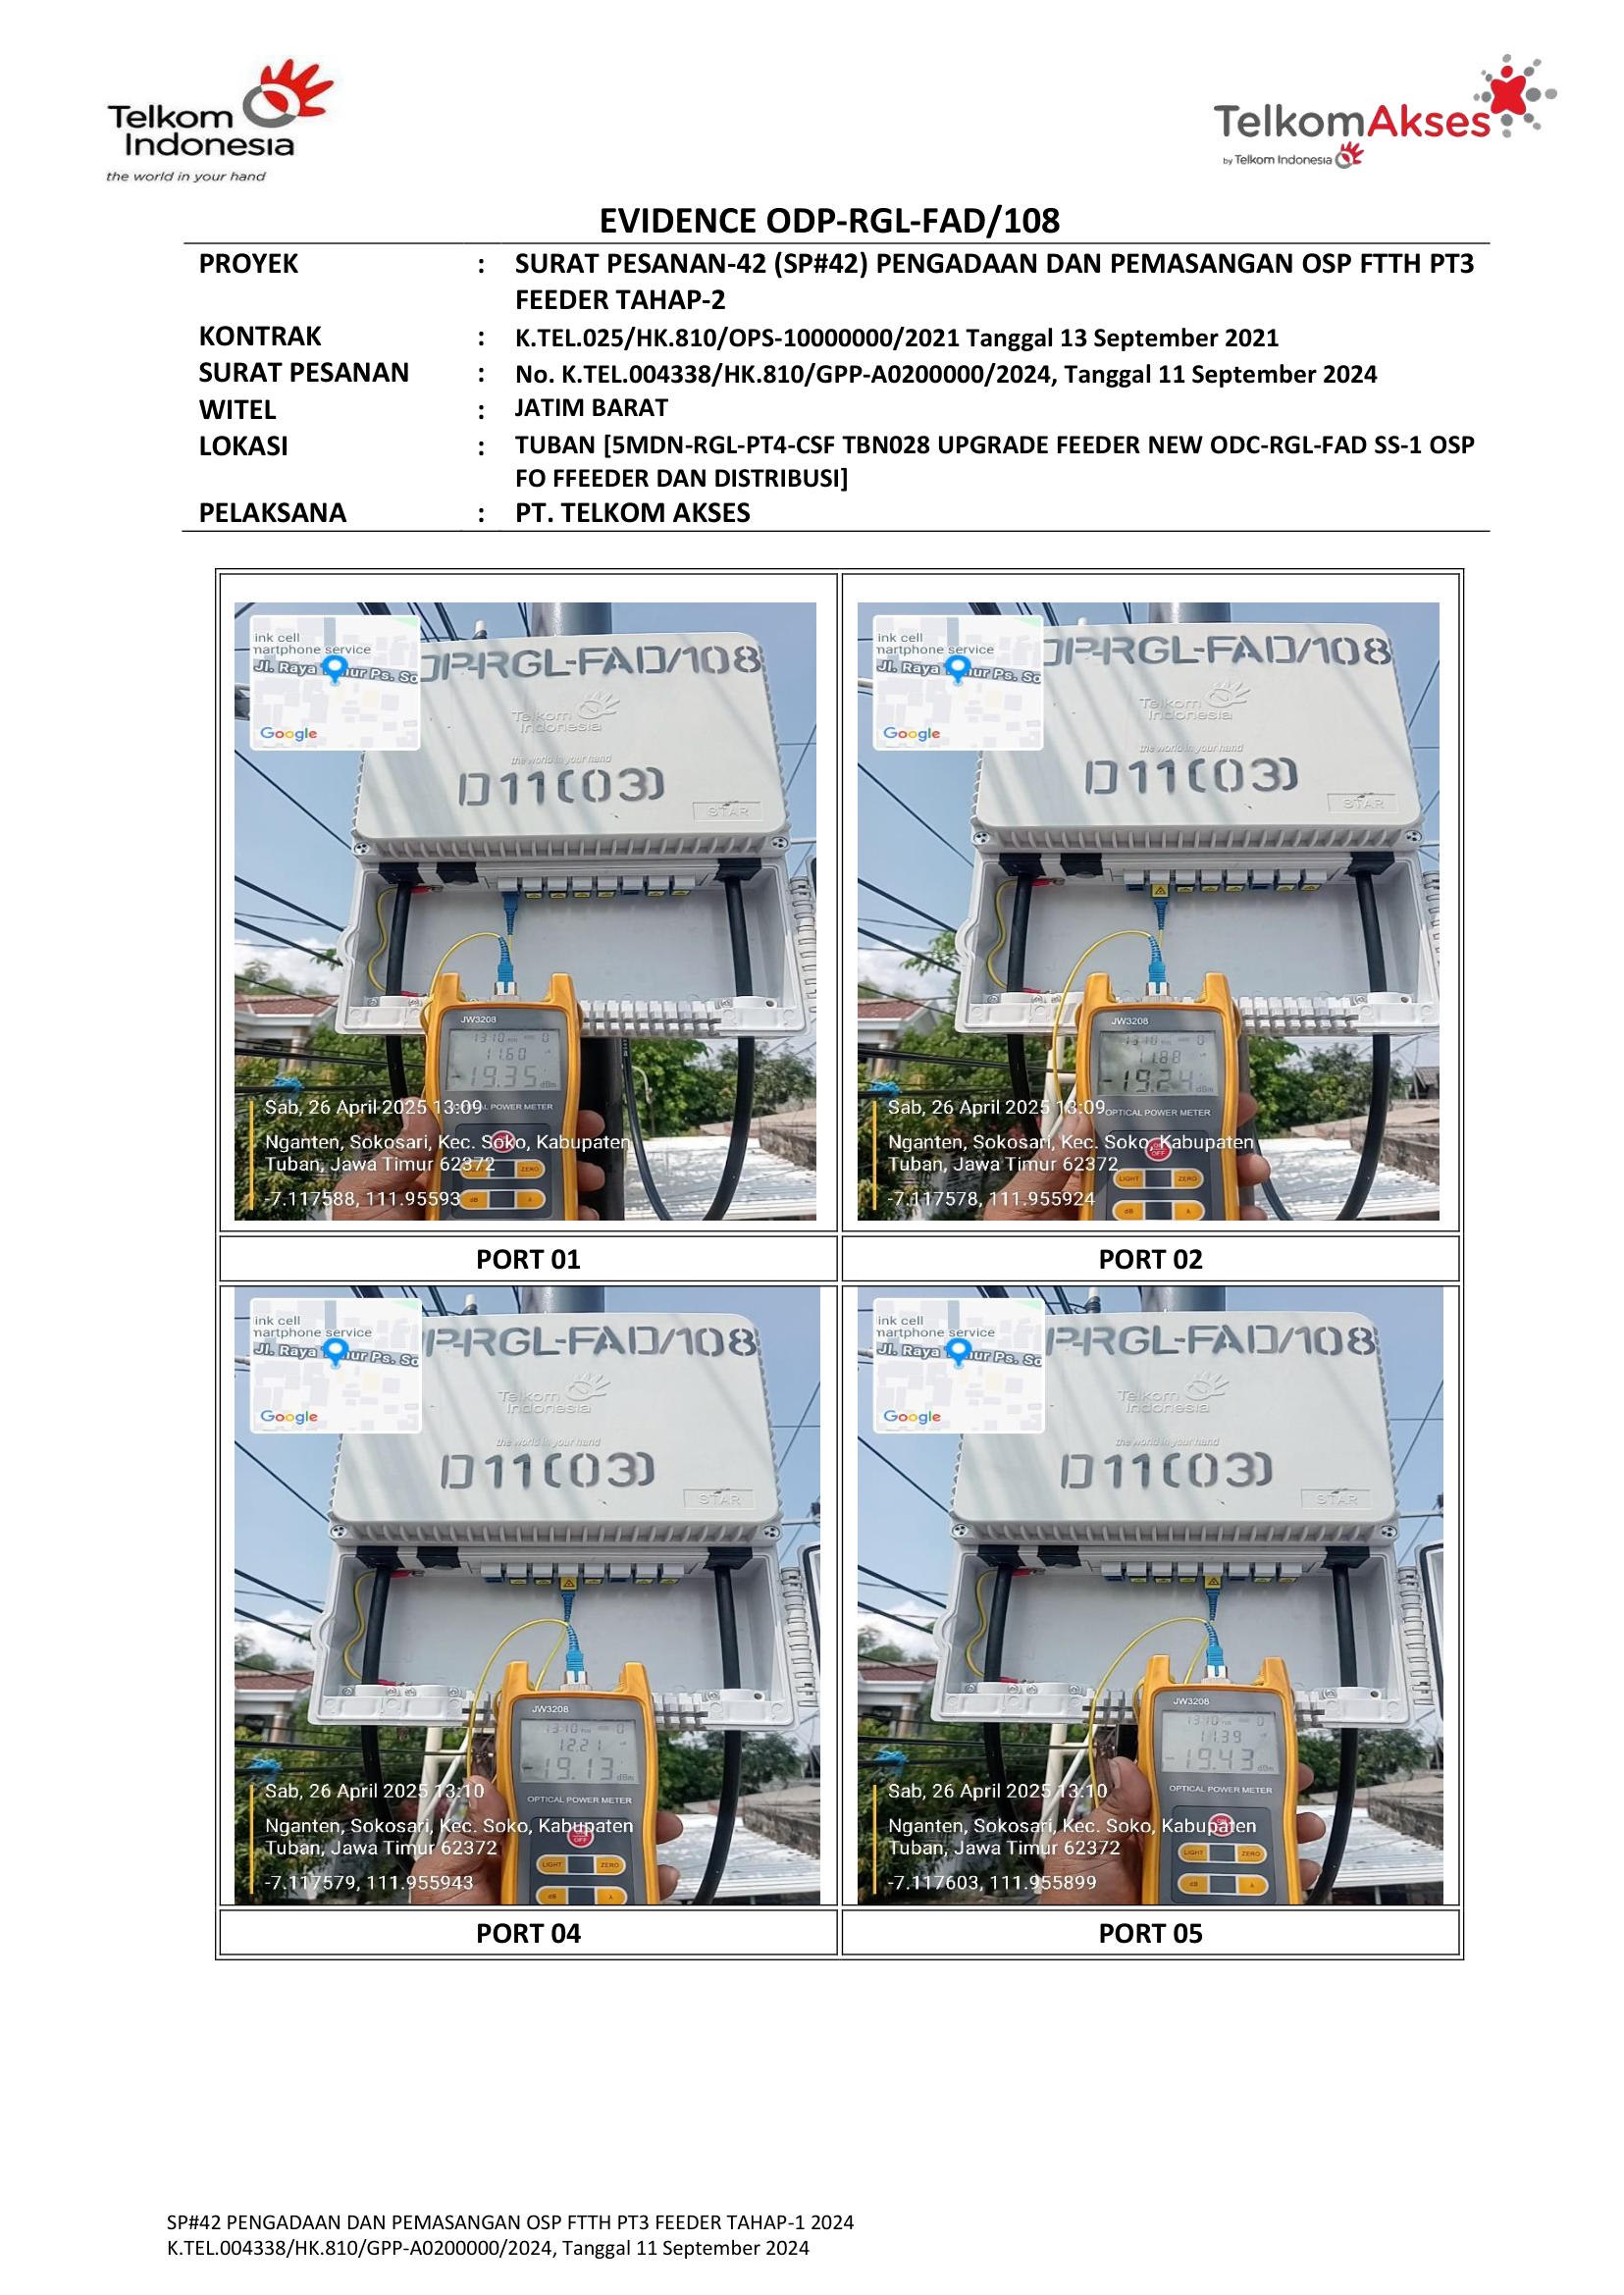 Telkom
Indonesia
the world in your hand
TelkomAkses
by Telkom Indonesia
EVIDENCE ODP-RGL-FAD/108
PROYEK : SURAT PESANAN-42 (SP#42) PENGADAAN DAN PEMASANGAN OSP FTTH PT3
FEEDER TAHAP-2
KONTRAK : K.TEL.025/HK.810/OPS-10000000/2021 Tanggal 13 September 2021
SURAT PESANAN : No. K.TEL.004338/HK.810/GPP-A0200000/2024, Tanggal 11 September 2024
WITEL : JATIM BARAT
LOKASI : TUBAN [5MDN-RGL-PT4-CSF TBN028 UPGRADE FEEDER NEW ODC-RGL-FAD SS-1 OSP
FO FFEEDER DAN DISTRIBUSI]
PELAKSANA : PT. TELKOM AKSES
ink cell
martphone service
Jl. Raya
Ps. So
Google
DP-RGL-FAD/108
Telkom
Indonesia
the world in your hand
D11(03)
STAR
JW3208
1310
11.60
-19.35 dBm
POWER METER
Sab, 26 April 2025 13:09
Nganten, Sokosari, Kec. Soko, Kabupaten
Tuban, Jawa Timur 62372
-7.117588, 111.95593
ZERO
dB
λ
PORT 01
ink cell
martphone service
Jl. Raya
Ps. So
Google
DP-RGL-FAD/108
Telkom
Indonesia
the world in your hand
D11(03)
STAR
JW3208
1310
11.88
-19.24 dBm
OPTICAL POWER METER
Sab, 26 April 2025 13:09
Nganten, Sokosari, Kec. Soko, Kabupaten
Tuban, Jawa Timur 62372
-7.117578, 111.955924
OFF
LIGHT
ZERO
dB
λ
PORT 02
ink cell
martphone service
Jl. Raya
Ps. So
Google
P-RGL-FAD/108
Telkom
Indonesia
the world in your hand
D11(03)
STAR
JW3208
1310
12.21
-19.13 dBm
OPTICAL POWER METER
Sab, 26 April 2025 13:10
Nganten, Sokosari, Kec. Soko, Kabupaten
Tuban, Jawa Timur 62372
-7.117579, 111.955943
OFF
LIGHT
ZERO
dB
λ
PORT 04
ink cell
martphone service
Jl. Raya
Ps. So
Google
P-RGL-FAD/108
Telkom
Indonesia
the world in your hand
D11(03)
STAR
JW3208
1310
11.39
-19.43 dBm
OPTICAL POWER METER
Sab, 26 April 2025 13:10
Nganten, Sokosari, Kec. Soko, Kabupaten
Tuban, Jawa Timur 62372
-7.117603, 111.955899
LIGHT
ZERO
dB
λ
PORT 05
SP#42 PENGADAAN DAN PEMASANGAN OSP FTTH PT3 FEEDER TAHAP-1 2024
K.TEL.004338/HK.810/GPP-A0200000/2024, Tanggal 11 September 2024